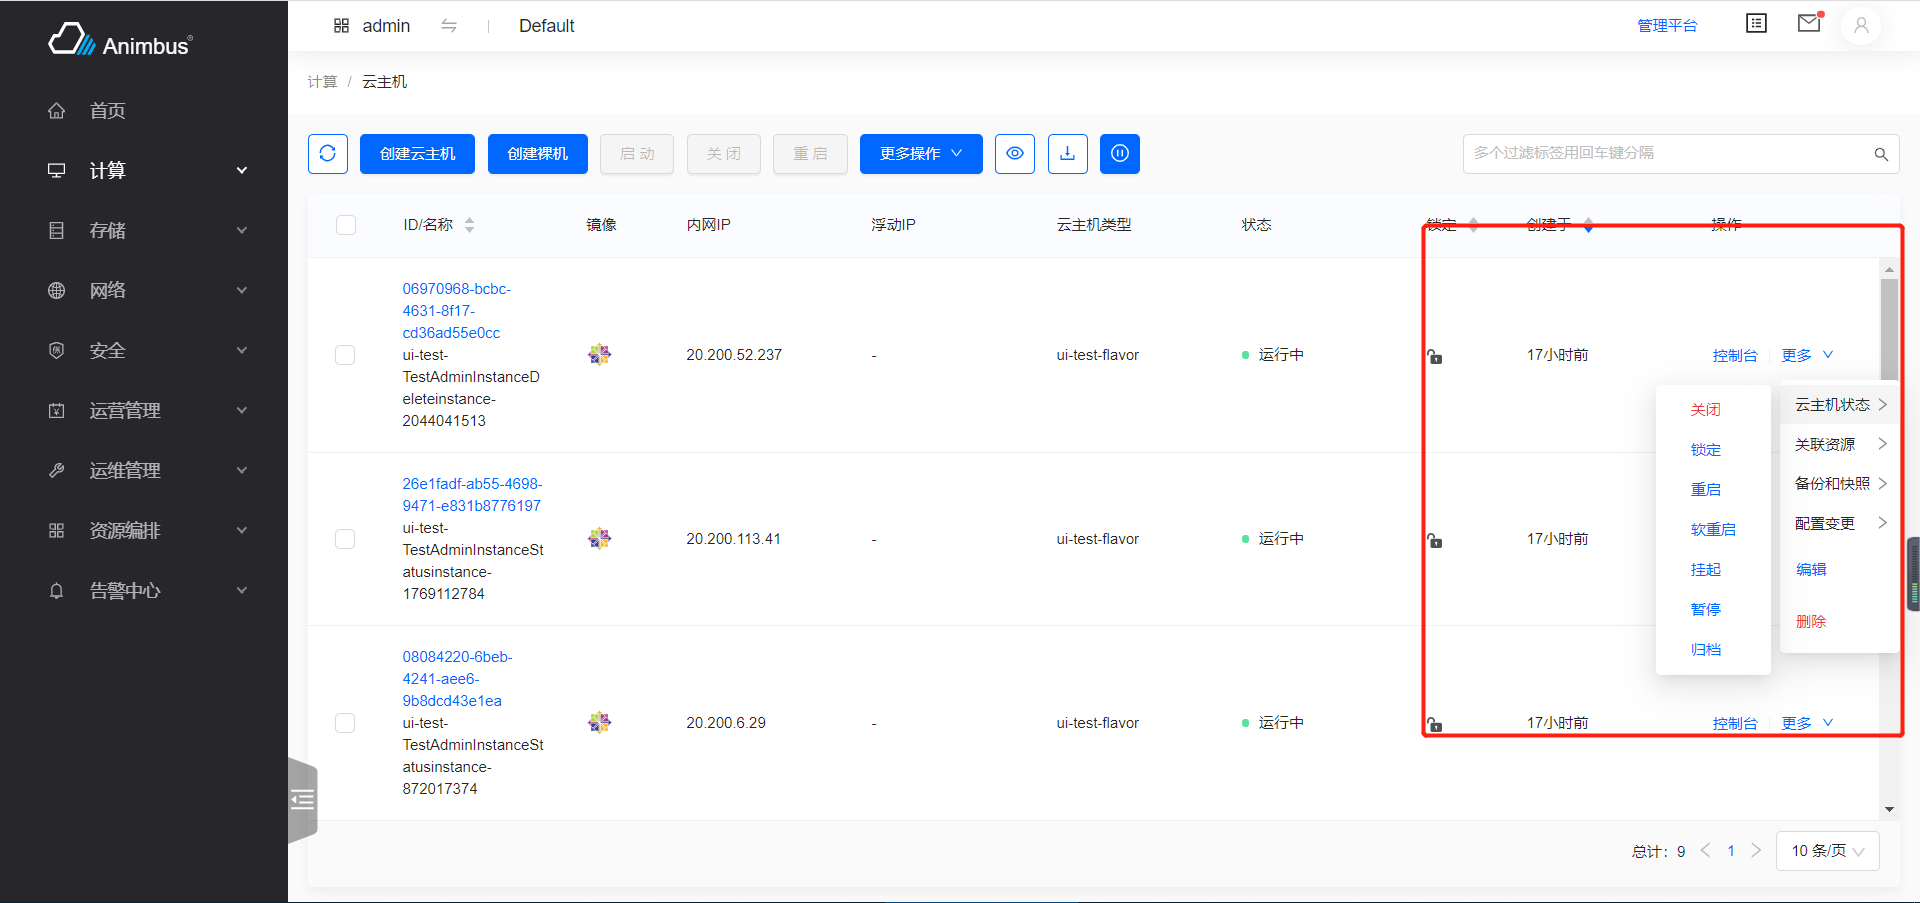 Animbus®
admin
Default
管理平台
首页
计算
存储
网络
安全
运营管理
运维管理
资源编排
告警中心
计算 / 云主机
创建云主机
创建裸机
启 动
关 闭
重 启
更多操作
多个过滤标签用回车键分隔
ID/名称
镜像
内网IP
浮动IP
云主机类型
状态
锁定
创建于
操作
06970968-bcbc-
4631-8f17-
cd36ad55e0cc
ui-test-
TestAdminInstanceD
eleteinstance-
2044041513
20.200.52.237
-
ui-test-flavor
运行中
17小时前
控制台
更多
26e1fadf-ab55-4698-
9471-e831b8776197
ui-test-
TestAdminInstanceSt
atusinstance-
1769112784
20.200.113.41
-
ui-test-flavor
运行中
17小时前
08084220-6beb-
4241-aee6-
9b8dcd43e1ea
ui-test-
TestAdminInstanceSt
atusinstance-
872017374
20.200.6.29
-
ui-test-flavor
运行中
17小时前
控制台
更多
关闭
锁定
重启
软重启
挂起
暂停
归档
云主机状态
关联资源
备份和快照
配置变更
编辑
删除
总计：9
1
10 条/页